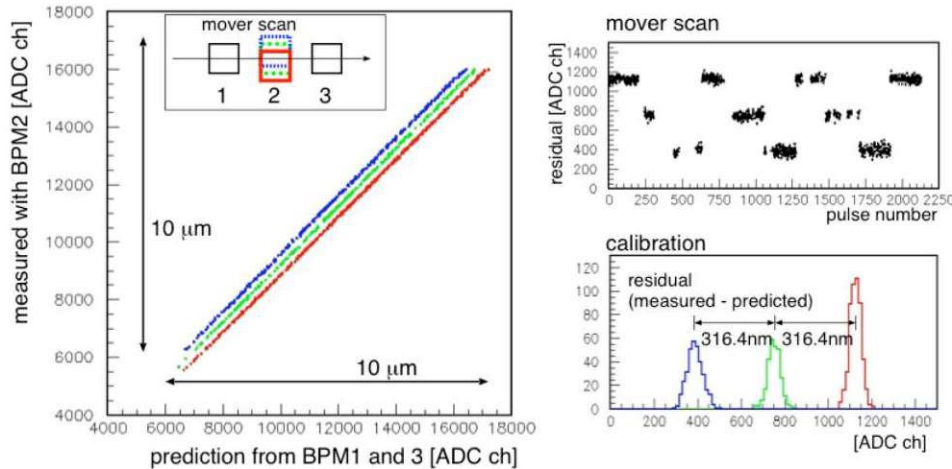 mover scan
1 2 3
10 μm
10 μm
measured with BPM2 [ADC ch]
18000
16000
14000
12000
10000
8000
6000
4000
4000 6000 8000 10000 12000 14000 16000 18000
prediction from BPM1 and 3 [ADC ch]
mover scan
residual [ADC ch]
1400
1200
1000
800
600
400
200
0
0 250 500 750 1000 1250 1500 1750 2000 2250
pulse number
calibration
120
100
80
60
40
20
0
residual
(measured - predicted)
316.4nm 316.4nm
0 200 400 600 800 1000 1200 1400
[ADC ch]